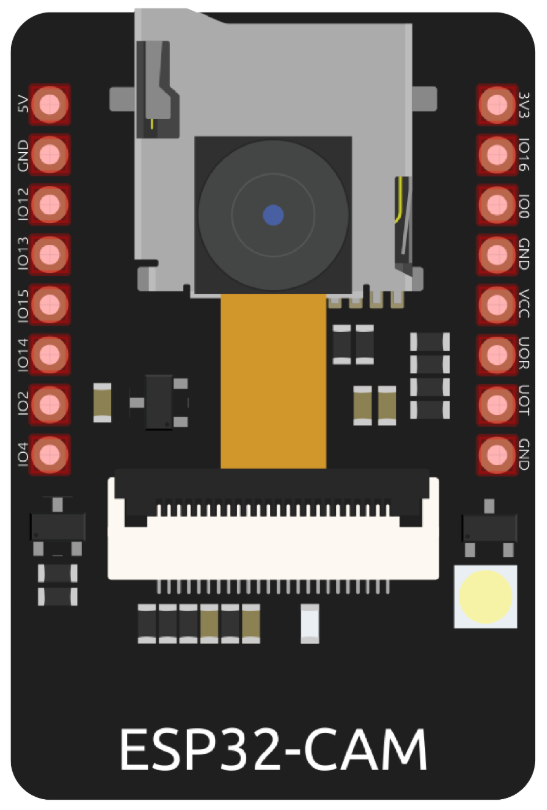 5V
GND
IO12
IO13
IO15
IO14
IO2
IO4
3V3
IO16
IO0
GND
VCC
UOR
UOT
GND
ESP32-CAM